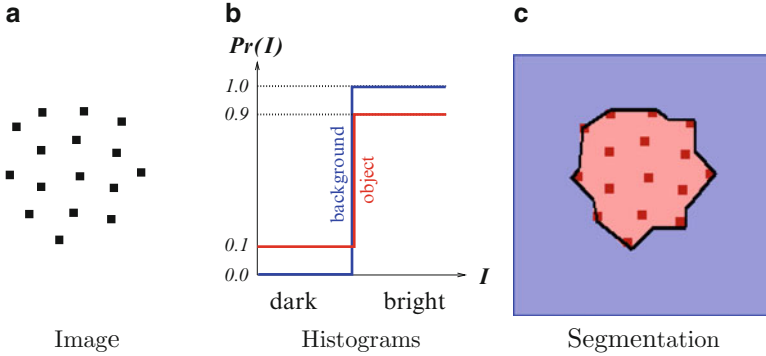 a
b
c
Pr(I)
1.0
0.9
background
object
0.1
0.0
I
dark
bright
Image
Histograms
Segmentation